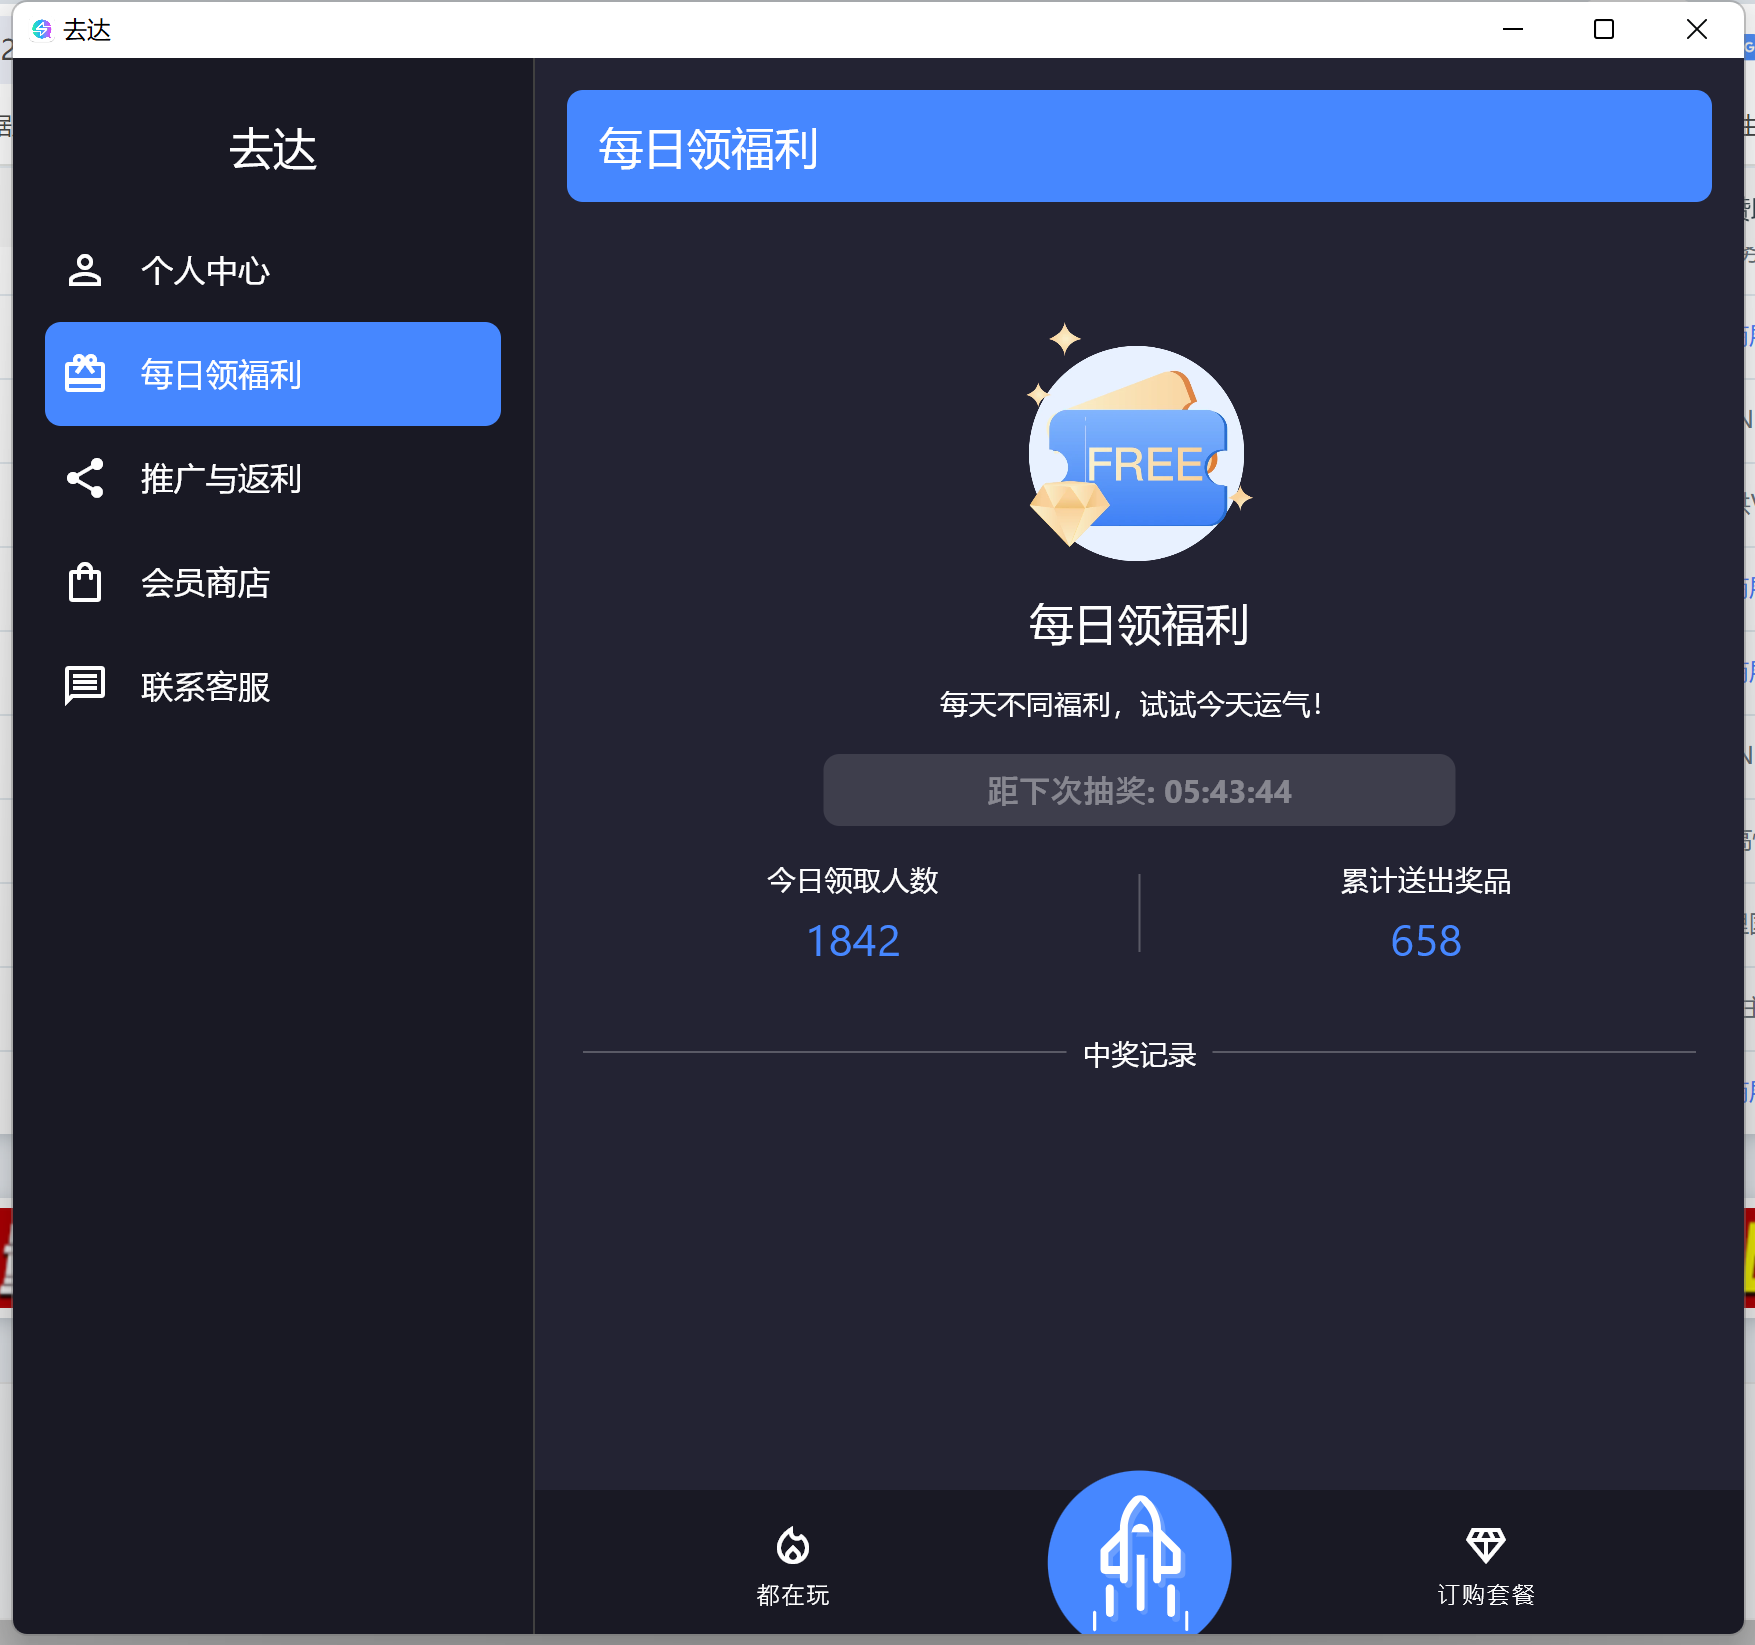 去达
去达
个人中心
每日领福利
推广与返利
会员商店
联系客服
每日领福利
FREE
每日领福利
每天不同福利，试试今天运气！
距下次抽奖: 05:43:44
今日领取人数
1842
累计送出奖品
658
中奖记录
都在玩
订购套餐